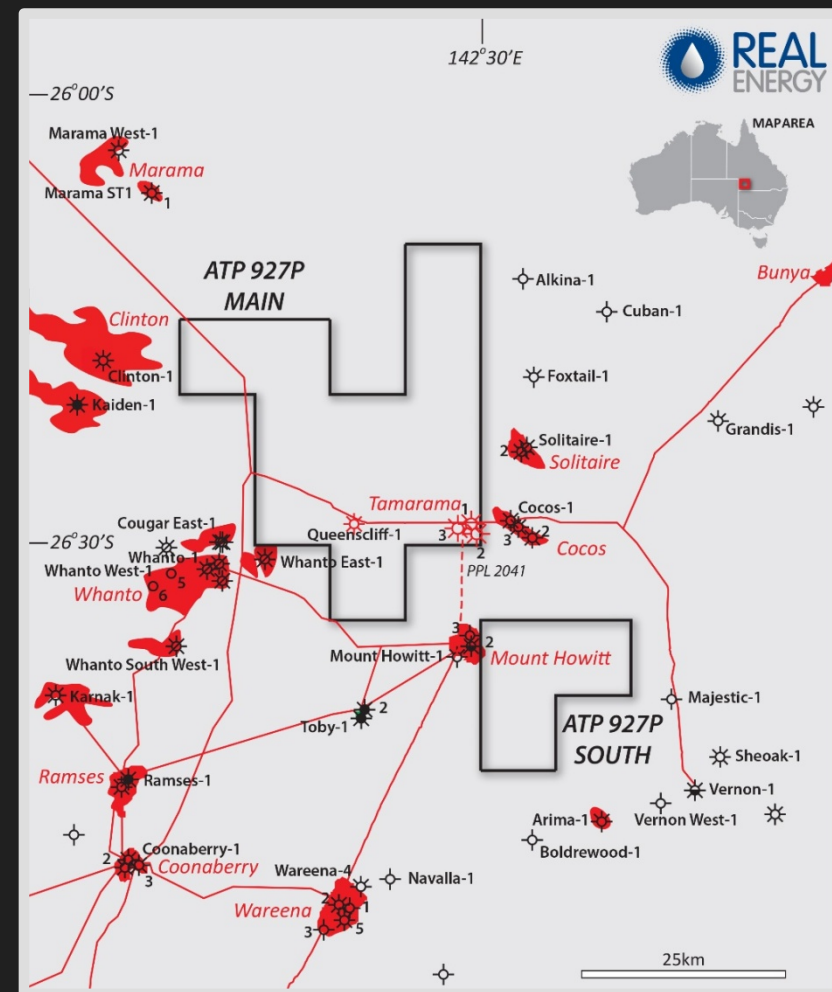 142°30'E
REAL
ENERGY
26°00'S
MAPAREA
Marama West-1
Marama
Marama ST1
1
ATP 927P
MAIN
Alkina-1
Bunya
Cuban-1
Clinton
Clinton-1
Foxtail-1
Kaiden-1
Grandis-1
Solitaire-1
2
Solitaire
Tamarama
1
Cocos-1
Cougar East-1
Queenscliff-1
3
2
3
2
26°30'S
Cocos
Whanto-1
Whanto East-1
PPL 2041
Whanto West-1
5
Whanto
6
3
2
Whanto South West-1
Mount Howitt-1
Mount Howitt
Karnak-1
Majestic-1
2
Toby-1
ATP 927P
SOUTH
Sheoak-1
Ramses
Ramses-1
Vernon-1
Arima-1
Vernon West-1
Coonaberry-1
Boldrewood-1
2
Coonaberry
3
Wareena-4
Navalla-1
2
1
Wareena
3
5
25km